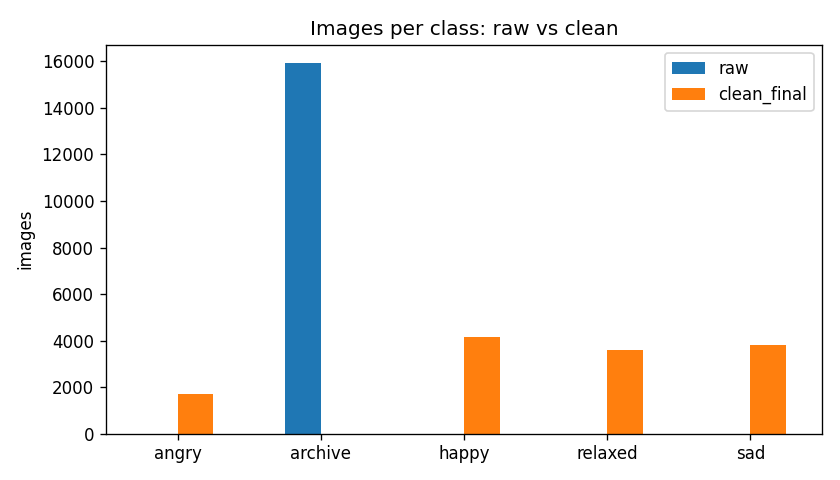 Images per class: raw vs clean
raw
clean_final
images
16000
14000
12000
10000
8000
6000
4000
2000
0
angry
archive
happy
relaxed
sad